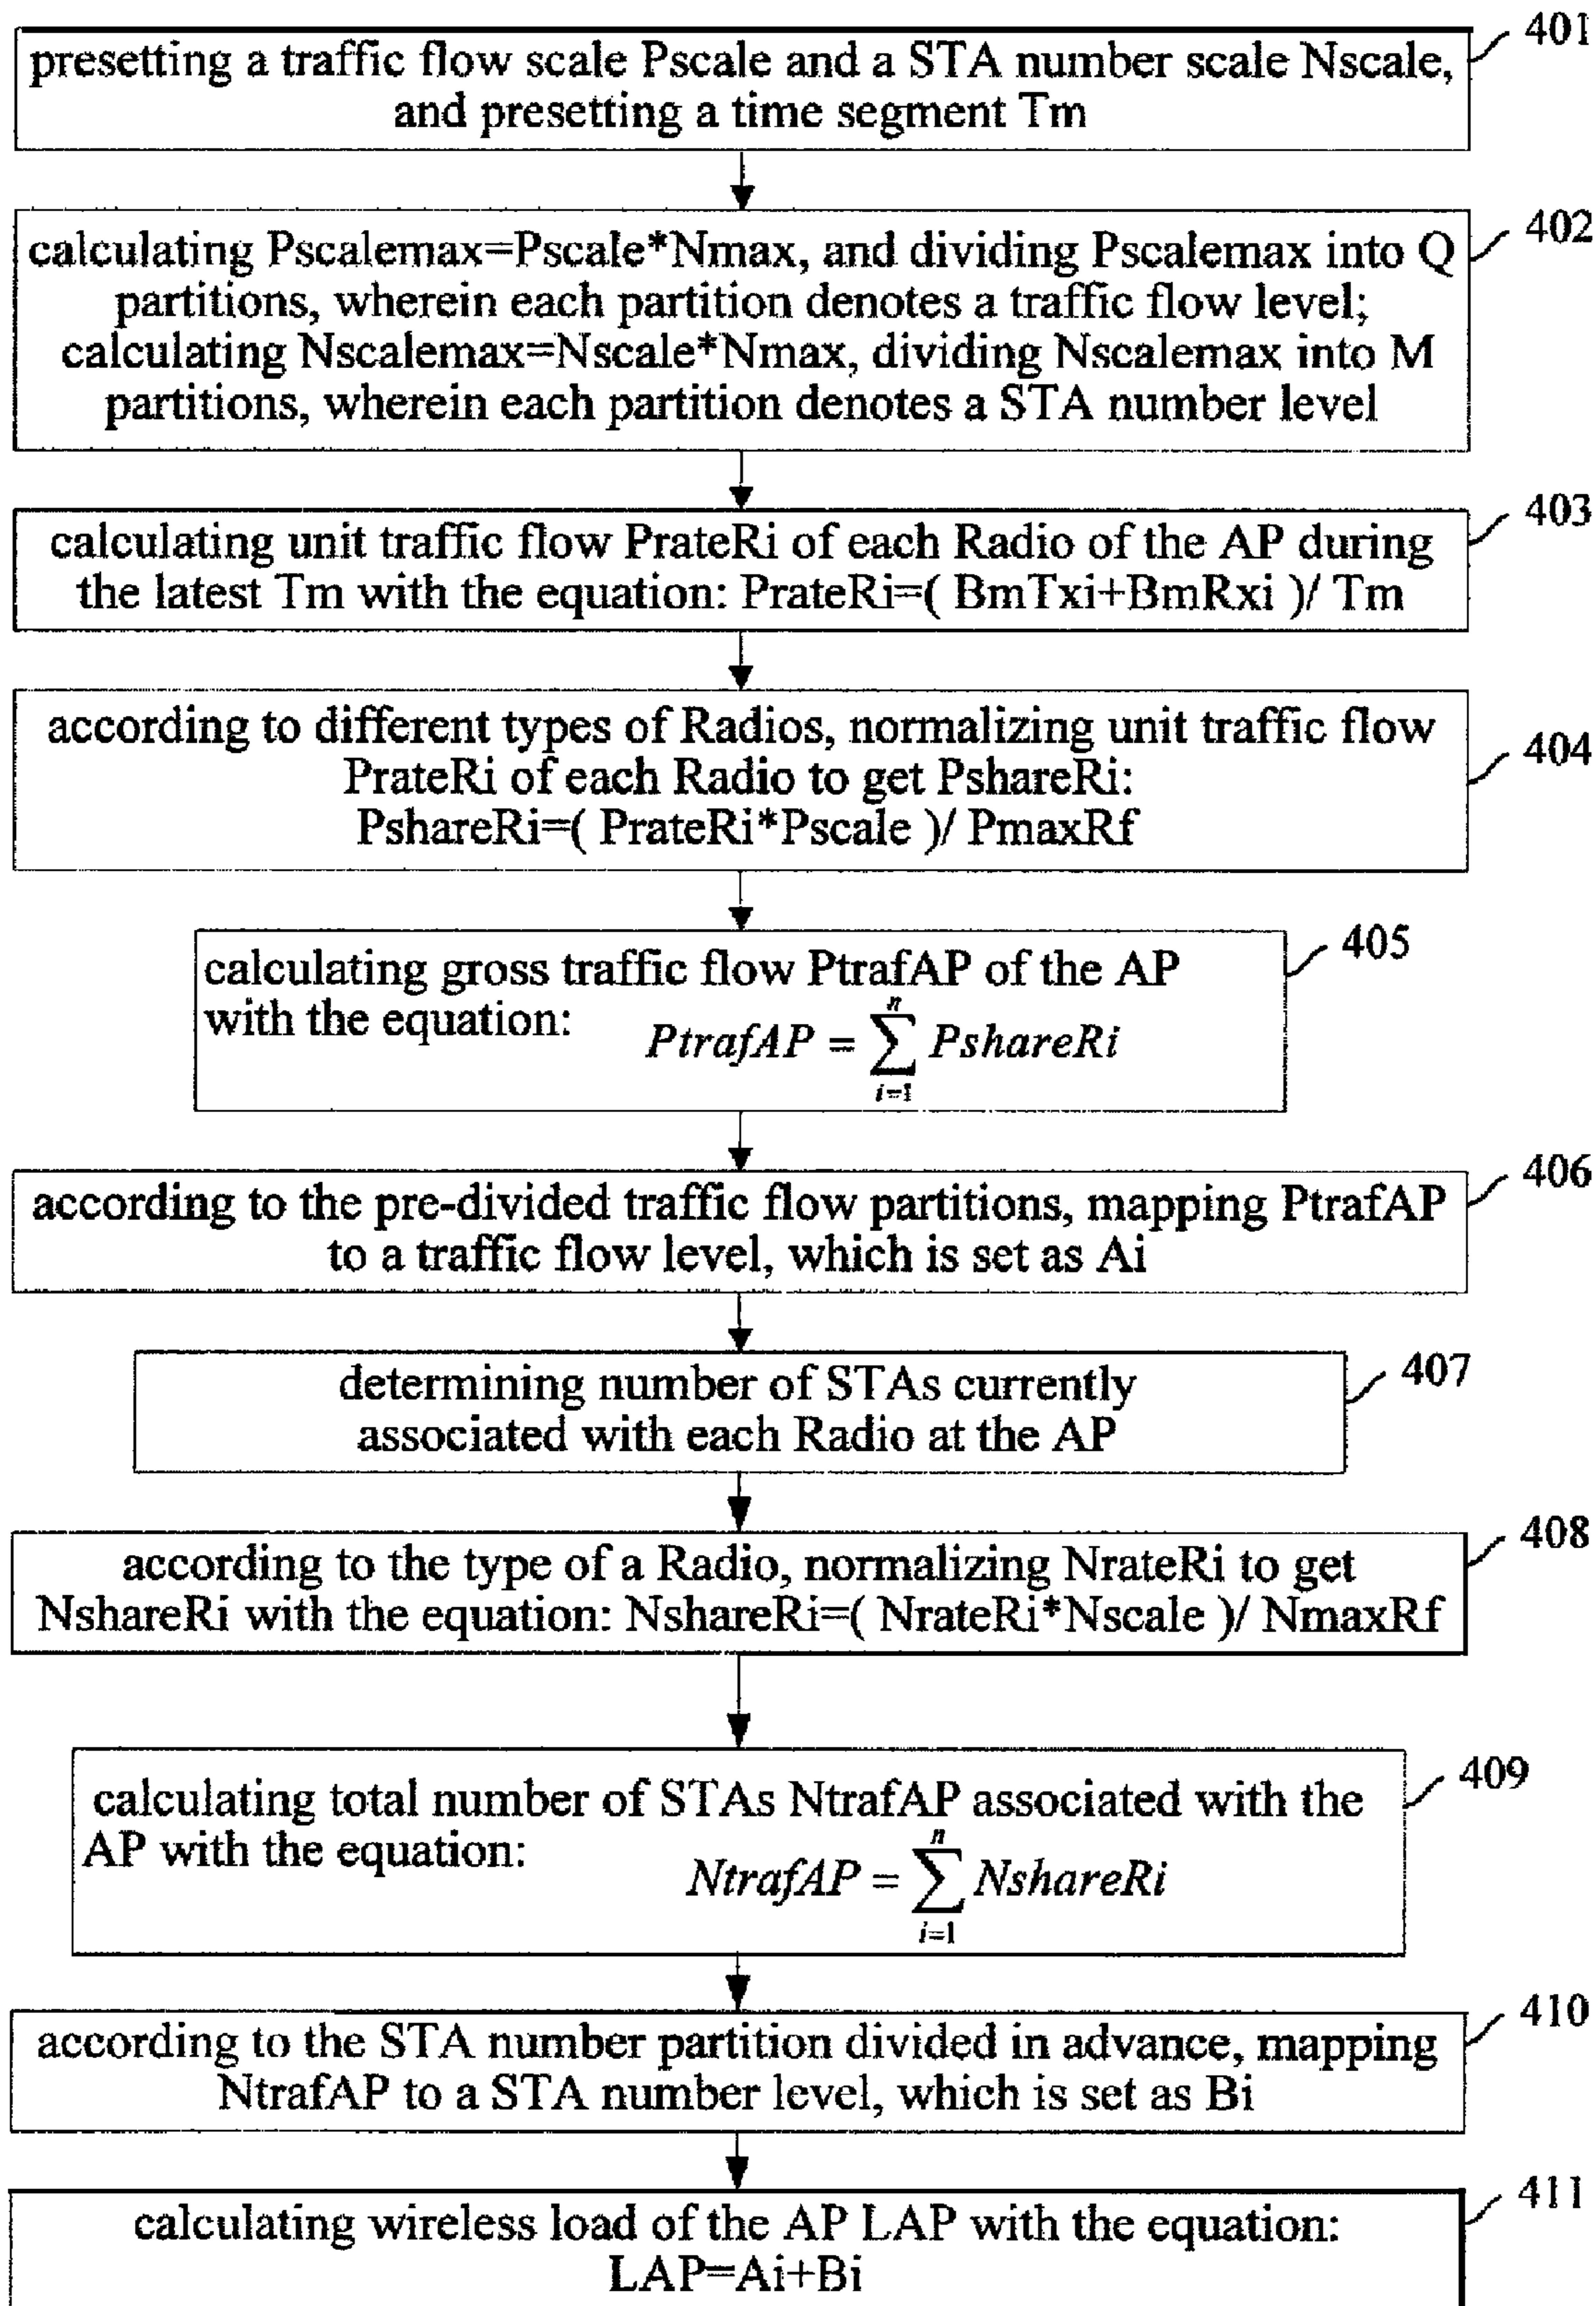 401
presetting a traffic flow scale Pscale and a STA number scale Nscale,
and presetting a time segment Tm
402
calculating Pscalemax=Pscale*Nmax, and dividing Pscalemax into Q
partitions, wherein each partition denotes a traffic flow level;
calculating Nscalemax=Nscale*Nmax, dividing Nscalemax into M
partitions, wherein each partition denotes a STA number level
403
calculating unit traffic flow PrateRi of each Radio of the AP during
the latest Tm with the equation: PrateRi=( BmTxi+BmRxi )/ Tm
404
according to different types of Radios, normalizing unit traffic flow
PrateRi of each Radio to get PshareRi:
PshareRi=( PrateRi*Pscale )/ PmaxRf
405
calculating gross traffic flow PtrafAP of the AP
with the equation: PtrafAP = ∑_{i=1}^{n} PshareRi
406
according to the pre-divided traffic flow partitions, mapping PtrafAP
to a traffic flow level, which is set as Ai
407
determining number of STAs currently
associated with each Radio at the AP
408
according to the type of a Radio, normalizing NrateRi to get
NshareRi with the equation: NshareRi=( NrateRi*Nscale )/ NmaxRf
409
calculating total number of STAs NtrafAP associated with the
AP with the equation: NtrafAP = ∑_{i=1}^{n} NshareRi
410
according to the STA number partition divided in advance, mapping
NtrafAP to a STA number level, which is set as Bi
411
calculating wireless load of the AP LAP with the equation:
LAP=Ai+Bi